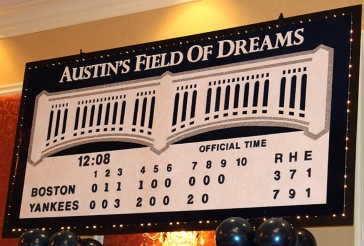 AUSTIN'S FIELD OF DREAMS
OFFICIAL TIME
12:08
1 2 3 4 5 6 7 8 9 10 R H E
BOSTON 0 1 1 1 0 0 0 0 0 3 7 1
YANKEES 0 0 3 2 0 0 2 0 7 9 1